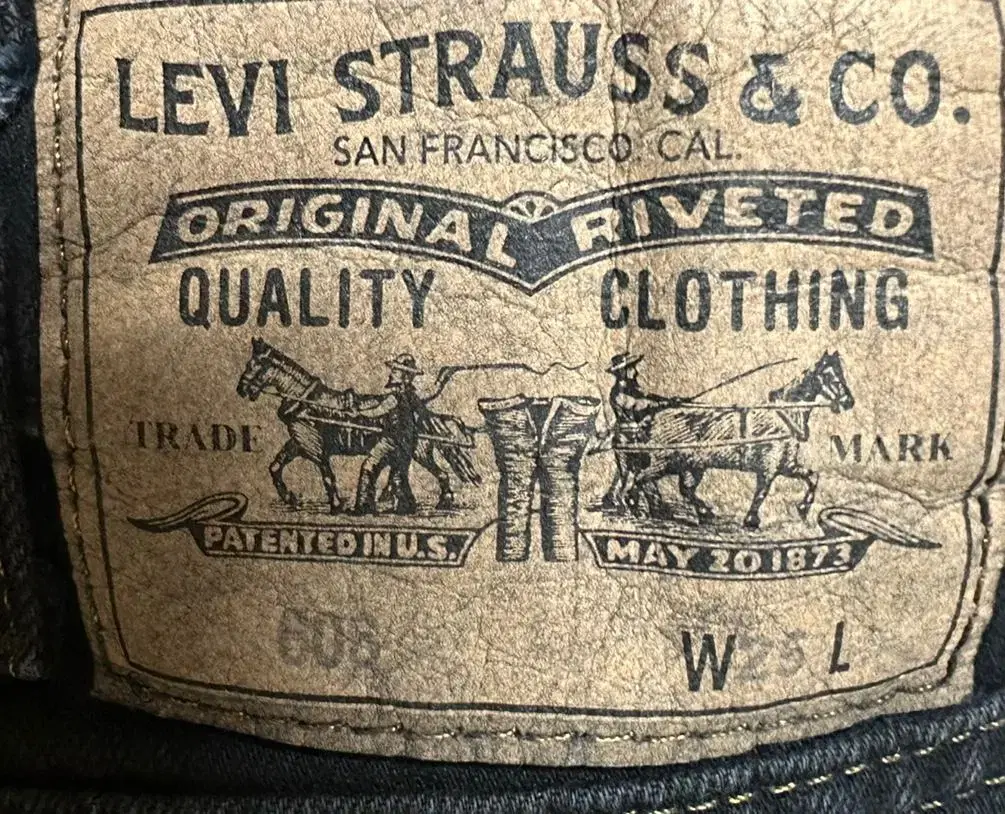 LEVI STRAUSS & CO.
SAN FRANCISCO, CAL.
ORIGINAL RIVETED
QUALITY CLOTHING
TRADE MARK
PATENTED IN U.S. MAY 20 1873
W L